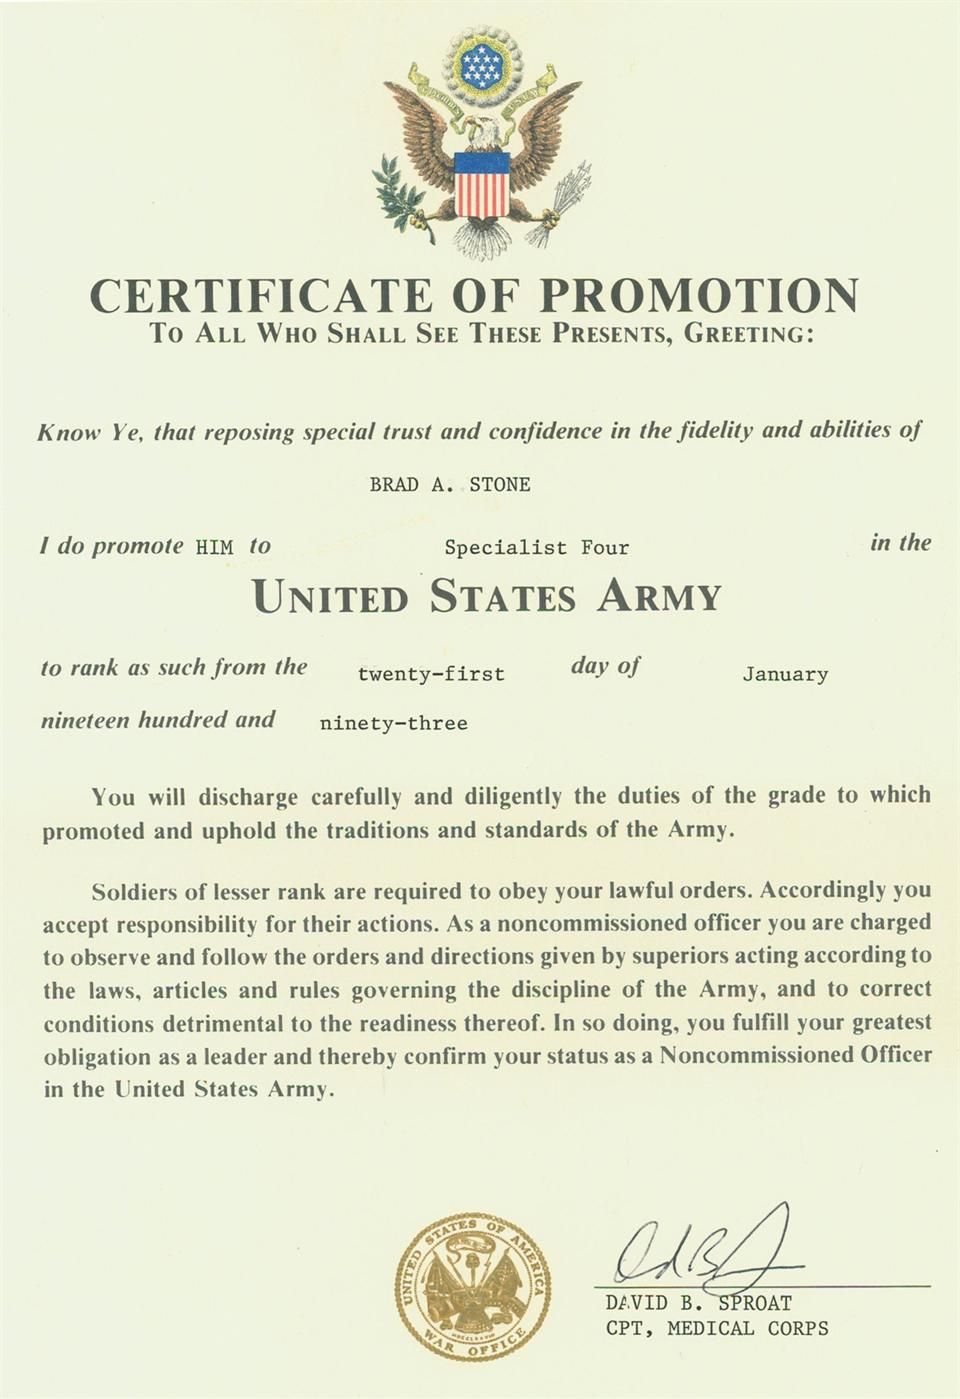 CERTIFICATE OF PROMOTION
TO ALL WHO SHALL SEE THESE PRESENTS, GREETING:
Know Ye, that reposing special trust and confidence in the fidelity and abilities of
BRAD A. STONE
I do promote HIM to Specialist Four in the
UNITED STATES ARMY
to rank as such from the twenty-first day of January
nineteen hundred and ninety-three
You will discharge carefully and diligently the duties of the grade to which
promoted and uphold the traditions and standards of the Army.
Soldiers of lesser rank are required to obey your lawful orders. Accordingly you
accept responsibility for their actions. As a noncommissioned officer you are charged
to observe and follow the orders and directions given by superiors acting according to
the laws, articles and rules governing the discipline of the Army, and to correct
conditions detrimental to the readiness thereof. In so doing, you fulfill your greatest
obligation as a leader and thereby confirm your status as a Noncommissioned Officer
in the United States Army.
UNITED STATES OF AMERICA
WAR OFFICE
DAVID B. SPROAT
CPT, MEDICAL CORPS